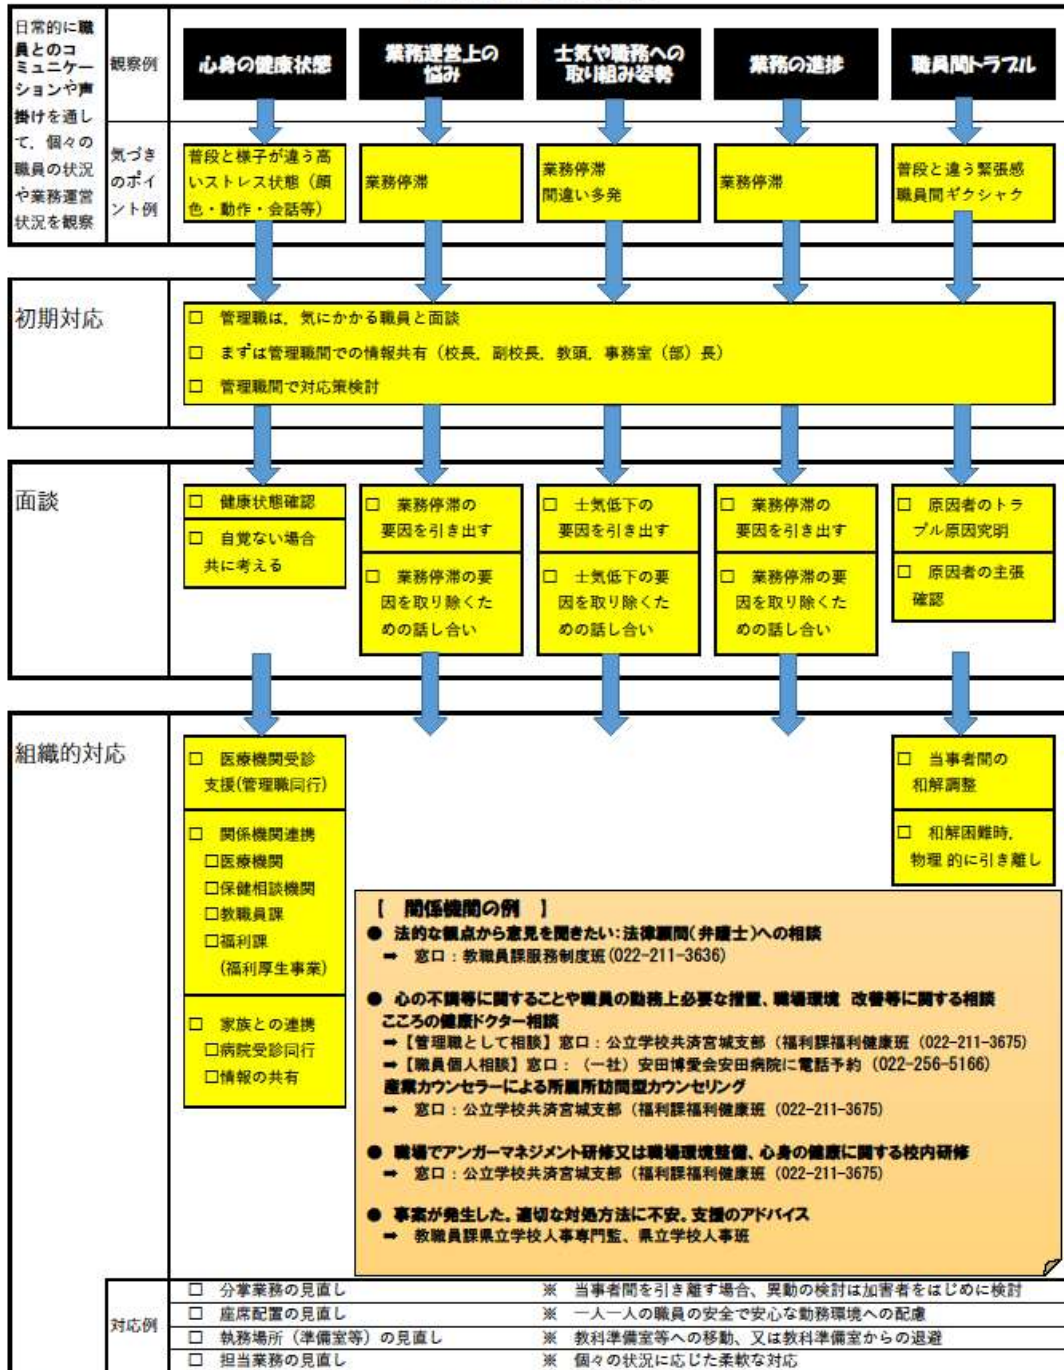 日常的に職
員とのコ
ミュニケー
ションや声
掛けを通し
て、個々の
職員の状況
や業務運営
状況を観察
観察例
心身の健康状態
業務運営上の
悩み
士気や職務への
取り組み姿勢
業務の進捗
職員間トラブル
気づき
のポイ
ント例
普段と様子が違う高
いストレス状態（顔
色・動作・会話等）
業務停滞
業務停滞
間違い多発
業務停滞
普段と違う緊張感
職員間ギクシャク
初期対応
□ 管理職は，気にかかる職員と面談
□ まずは管理職間での情報共有（校長，副校長，教頭，事務室（部）長）
□ 管理職間で対応策検討
面談
□ 健康状態確認
□ 自覚ない場合
共に考える
□ 業務停滞の
要因を引き出す
□ 業務停滞の要
因を取り除くた
めの話し合い
□ 士気低下の
要因を引き出す
□ 士気低下の要
因を取り除くた
めの話し合い
□ 業務停滞の
要因を引き出す
□ 業務停滞の要
因を取り除くた
めの話し合い
□ 原因者のトラ
ブル原因究明
□ 原因者の主張
確認
組織的対応
□ 医療機関受診
支援(管理職同行)
□ 関係機関連携
□医療機関
□保健相談機関
□教職員課
□福利課
(福利厚生事業)
□ 家族との連携
□病院受診同行
□情報の共有
□ 当事者間の
和解調整
□ 和解困難時，
物理 的に引き離し
【 関係機関の例 】
● 法的な観点から意見を聞きたい：法律顧問（弁護士）への相談
➡ 窓口：教職員課服務制度班(022-211-3636)
● 心の不調等に関することや職員の勤務上必要な措置、職場環境 改善等に関する相談
こころの健康ドクター相談
➡【管理職として相談】窓口：公立学校共済宮城支部（福利課福利健康班（022-211-3675）
➡【職員個人相談】窓口：（一社）安田博愛会安田病院に電話予約（022-256-5166）
産業カウンセラーによる所属所訪問型カウンセリング
➡ 窓口：公立学校共済宮城支部（福利課福利健康班（022-211-3675）
● 職場でアンガーマネジメント研修又は職場環境整備、心身の健康に関する校内研修
➡ 窓口：公立学校共済宮城支部（福利課福利健康班（022-211-3675）
● 事案が発生した。適切な対処方法に不安。支援のアドバイス
➡ 教職員課県立学校人事専門監、県立学校人事班
対応例
□ 分掌業務の見直し ※ 当事者間を引き離す場合、異動の検討は加害者をはじめに検討
□ 座席配置の見直し ※ 一人一人の職員の安全で安心な勤務環境への配慮
□ 執務場所（準備室等）の見直し ※ 教科準備室等への移動、又は教科準備室からの退避
□ 担当業務の見直し ※ 個々の状況に応じた柔軟な対応